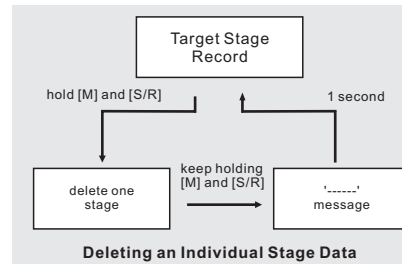 Target Stage
Record
hold [M] and [S/R]
1 second
keep holding
[M] and [S/R]
delete one
stage
'------'
message
Deleting an Individual Stage Data